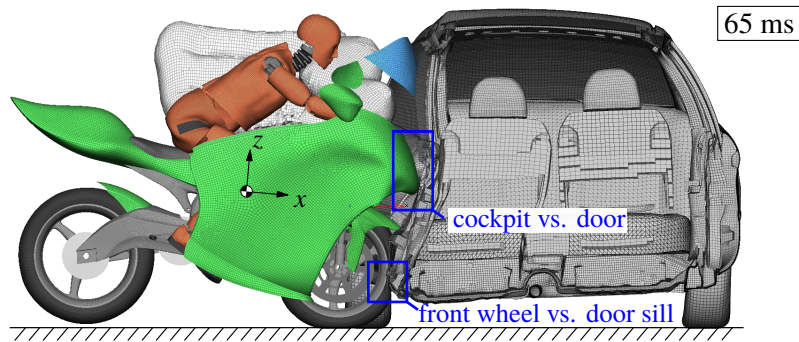 65 ms
z
x
cockpit vs. door
front wheel vs. door sill